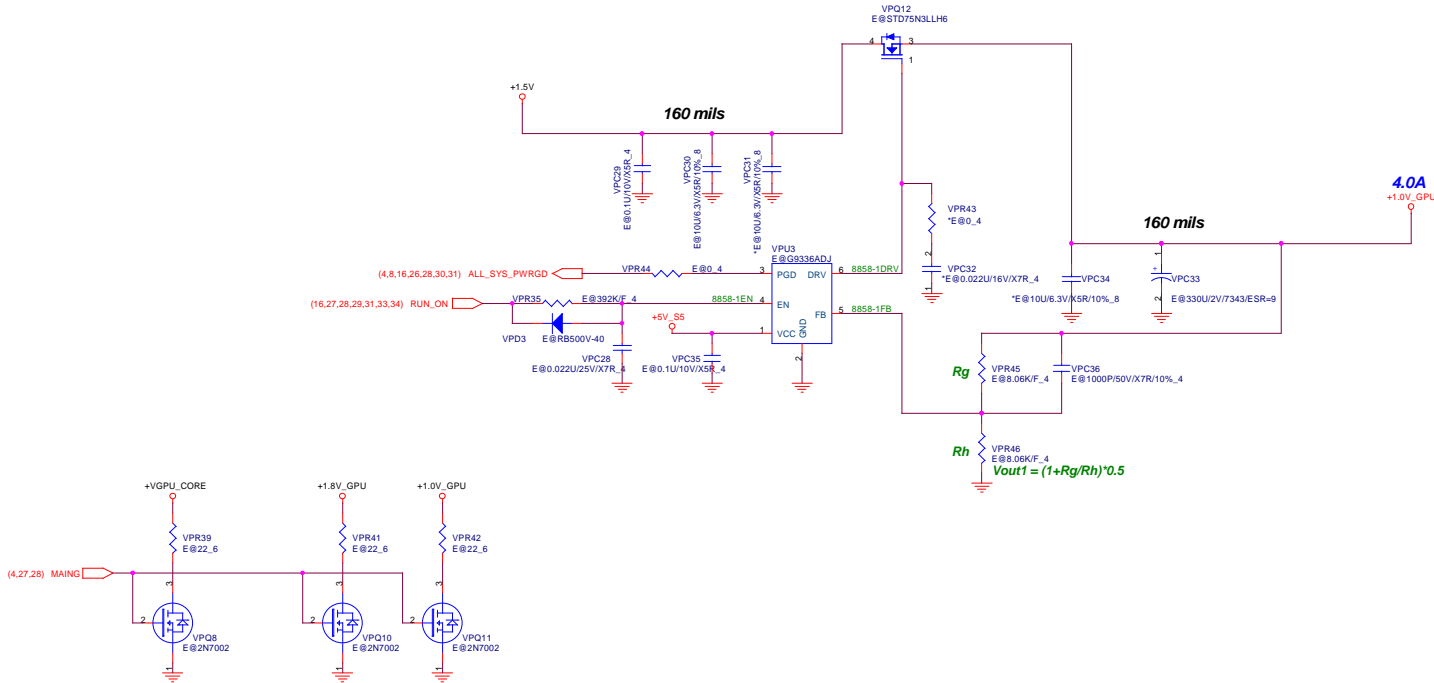 VPQ12
E@STD75N3LLH6
4
3
1
+1.5V
160 mils
VPC29
E@0.1U/10V/X5R_4
VPC30
E@10U/6.3V/X5R/10%_8
VPC31
*E@10U/6.3V/X5R/10%_8
4.0A
+1.0V_GPU
160 mils
VPR43
*E@0_4
VPU3
E@G9336ADJ
(4,8,16,26,28,30,31) ALL_SYS_PWRGD
VPR44
E@0_4
3
PGD
DRV
6
8858-1DRV
2
VPC32
*E@0.022U/16V/X7R_4
1
VPC34
*E@10U/6.3V/X5R/10%_8
1
+
VPC33
2
E@330U/2V/7343/ESR=9
(16,27,28,29,31,33,34) RUN_ON
VPR35
E@392K/F_4
8858-1EN
4
EN
FB
5
8858-1FB
VPD3
E@RB500V-40
+5V_S5
1
VCC
GND
2
VPC28
E@0.022U/25V/X7R_4
VPC35
E@0.1U/10V/X5R_4
Rg
VPR45
E@8.06K/F_4
VPC36
E@1000P/50V/X7R/10%_4
Rh
VPR46
E@8.06K/F_4
Vout1 = (1+Rg/Rh)*0.5
+VGPU_CORE
+1.8V_GPU
+1.0V_GPU
VPR39
E@22_6
VPR41
E@22_6
VPR42
E@22_6
(4,27,28) MAING
3
3
3
2
2
2
VPQ8
E@2N7002
VPQ10
E@2N7002
VPQ11
E@2N7002
1
1
1